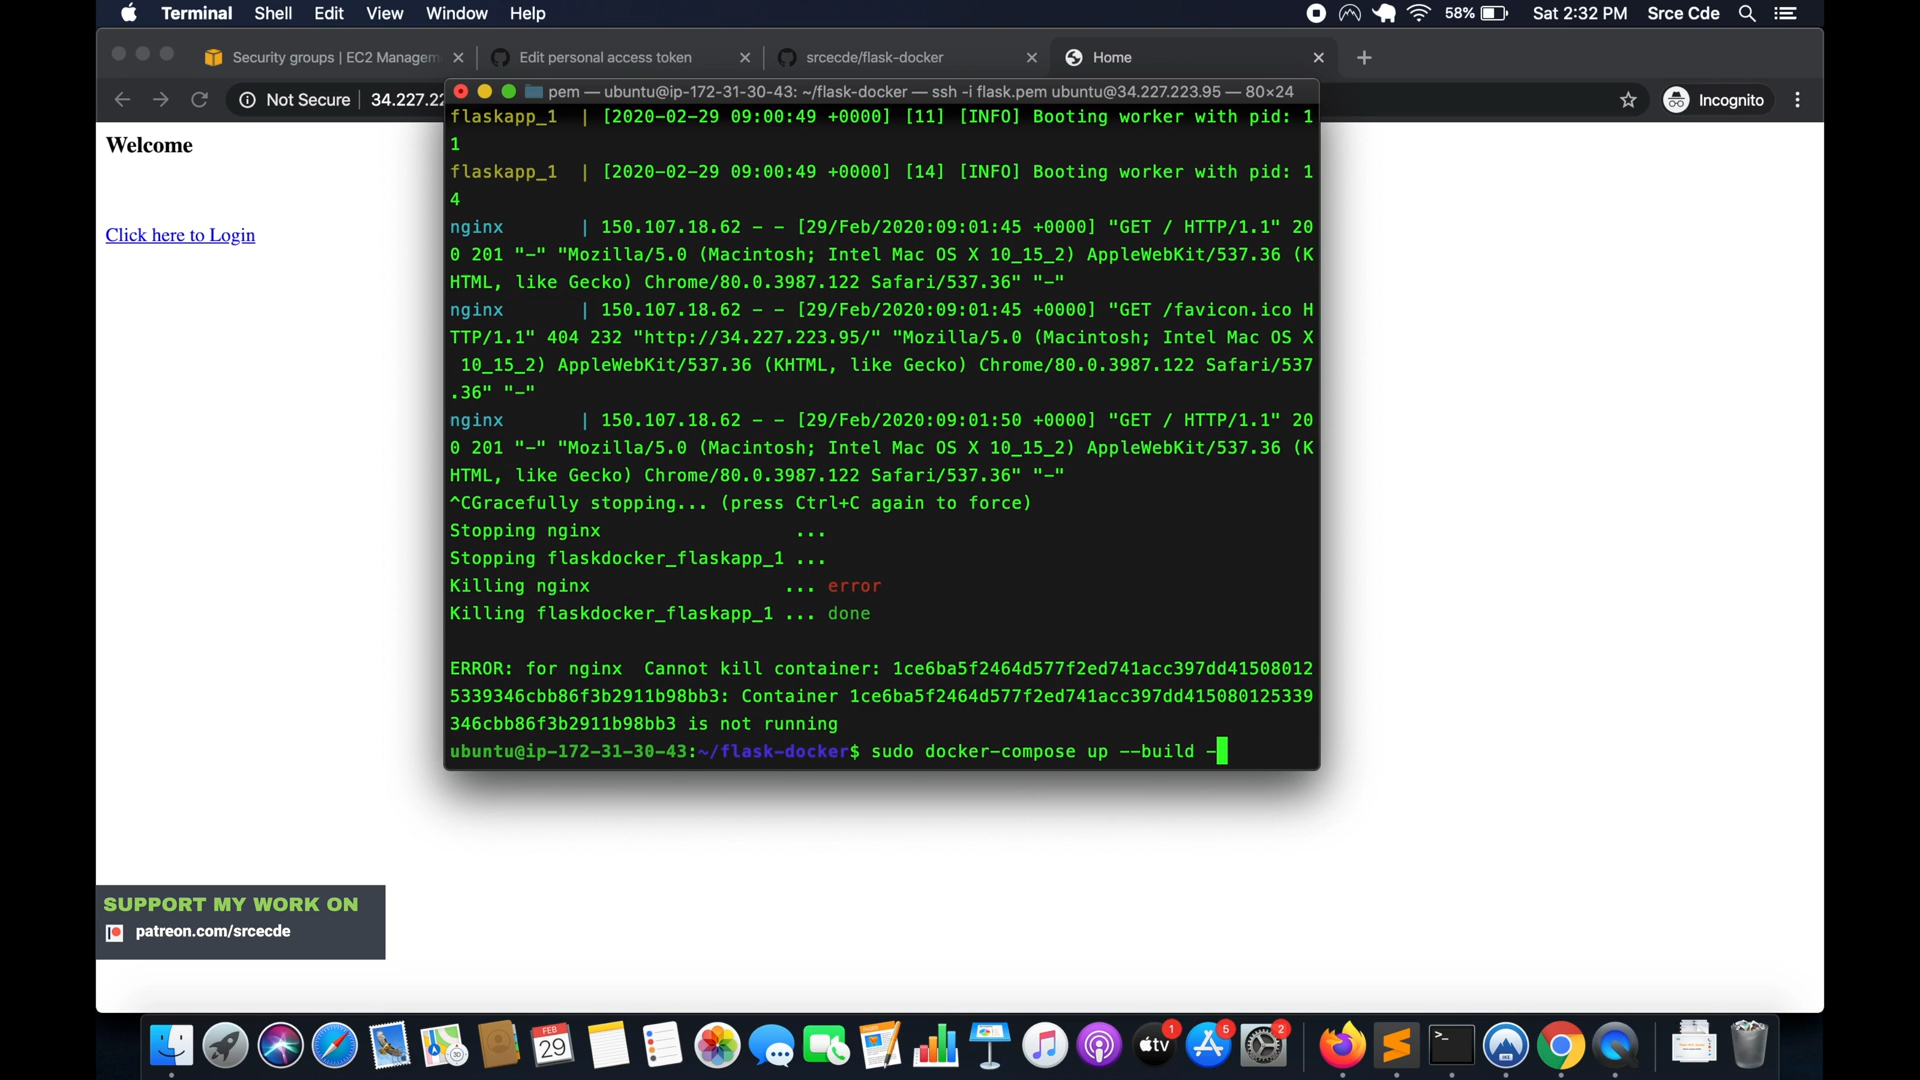 Terminal Shell Edit View Window Help 58% Sat 2:32 PM Srce Cde
Security groups | EC2 Managem Edit personal access token srcecde/flask-docker Home
Not Secure 34.227.22 Incognito
pem — ubuntu@ip-172-31-30-43: ~/flask-docker — ssh -i flask.pem ubuntu@34.227.223.95 — 80×24
Welcome
Click here to Login
flaskapp_1 | [2020-02-29 09:00:49 +0000] [11] [INFO] Booting worker with pid: 1
1
flaskapp_1 | [2020-02-29 09:00:49 +0000] [14] [INFO] Booting worker with pid: 1
4
nginx | 150.107.18.62 - - [29/Feb/2020:09:01:45 +0000] "GET / HTTP/1.1" 20
0 201 "-" "Mozilla/5.0 (Macintosh; Intel Mac OS X 10_15_2) AppleWebKit/537.36 (K
HTML, like Gecko) Chrome/80.0.3987.122 Safari/537.36" "-"
nginx | 150.107.18.62 - - [29/Feb/2020:09:01:45 +0000] "GET /favicon.ico H
TTP/1.1" 404 232 "http://34.227.223.95/" "Mozilla/5.0 (Macintosh; Intel Mac OS X
10_15_2) AppleWebKit/537.36 (KHTML, like Gecko) Chrome/80.0.3987.122 Safari/537
.36" "-"
nginx | 150.107.18.62 - - [29/Feb/2020:09:01:50 +0000] "GET / HTTP/1.1" 20
0 201 "-" "Mozilla/5.0 (Macintosh; Intel Mac OS X 10_15_2) AppleWebKit/537.36 (K
HTML, like Gecko) Chrome/80.0.3987.122 Safari/537.36" "-"
^CGracefully stopping... (press Ctrl+C again to force)
Stopping nginx ...
Stopping flaskdocker_flaskapp_1 ...
Killing nginx ... error
Killing flaskdocker_flaskapp_1 ... done
ERROR: for nginx Cannot kill container: 1ce6ba5f2464d577f2ed741acc397dd41508012
5339346cbb86f3b2911b98bb3: Container 1ce6ba5f2464d577f2ed741acc397dd415080125339
346cbb86f3b2911b98bb3 is not running
ubuntu@ip-172-31-30-43:~/flask-docker$ sudo docker-compose up --build -
SUPPORT MY WORK ON
patreon.com/srcecde
FEB
29
1
tv
5
2